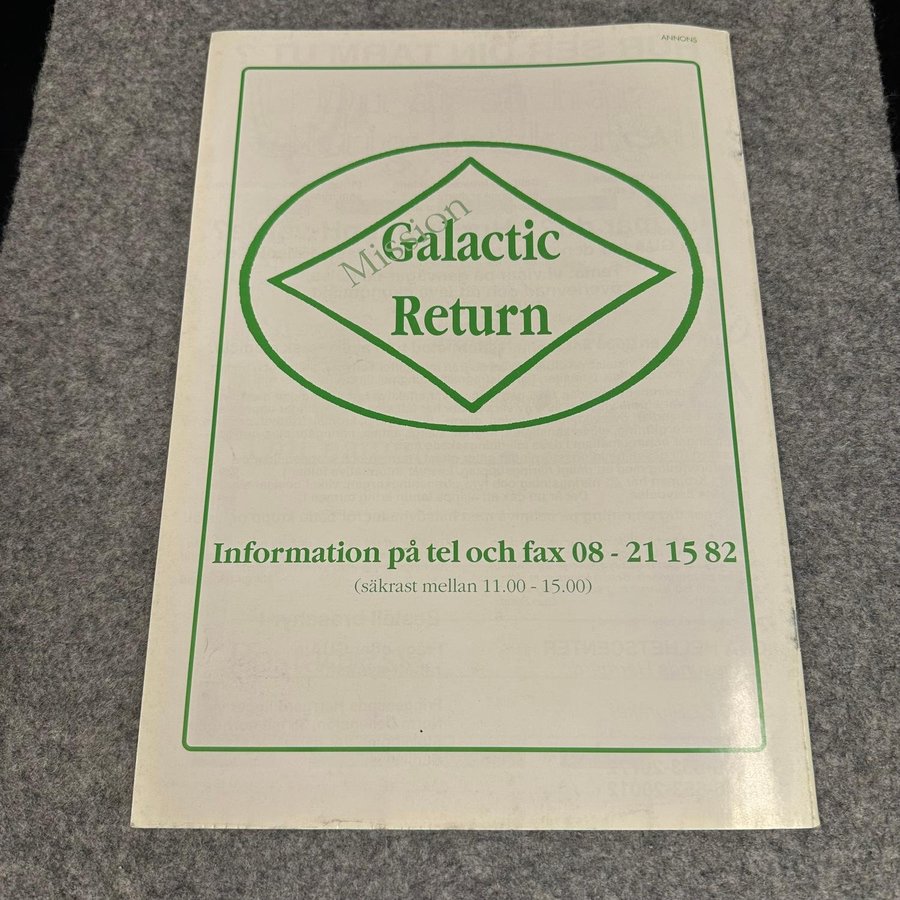 ANNONS
Mission
Galactic
Return
Information på tel och fax 08 - 21 15 82
(säkrast mellan 11.00 - 15.00)